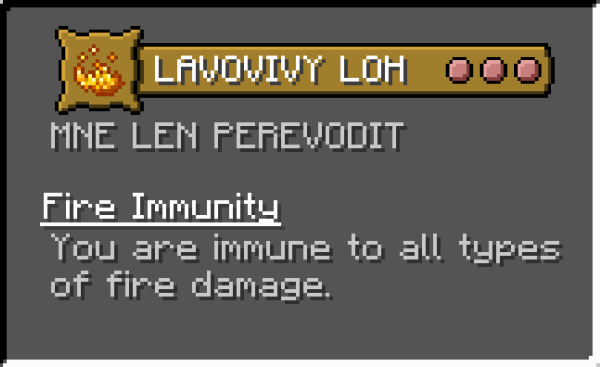 LAVOVIVY LOH
MNE LEN PEREVODIT
Fire Immunity
You are immune to all types
of fire damage.